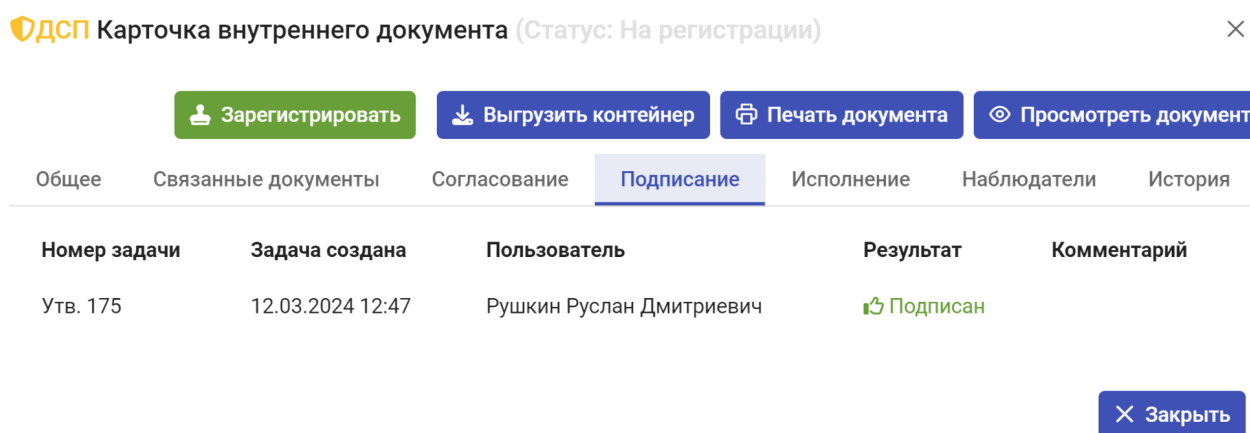 ДСП Карточка внутреннего документа (Статус: На регистрации)
Зарегистрировать Выгрузить контейнер Печать документа Просмотреть документ
Общее Связанные документы Согласование Подписание Исполнение Наблюдатели История
Номер задачи Задача создана Пользователь Результат Комментарий
Утв. 175 12.03.2024 12:47 Рушкин Руслан Дмитриевич Подписан
Закрыть